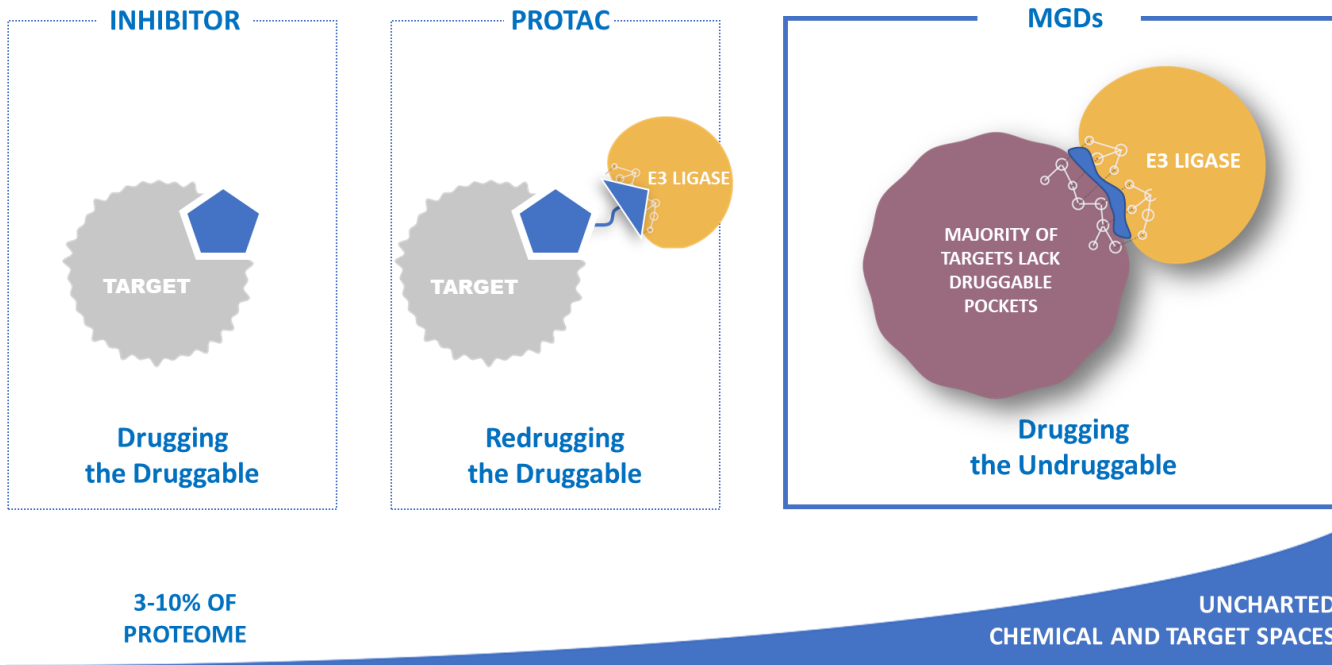 INHIBITOR
TARGET
Drugging
the Druggable
PROTAC
E3 LIGASE
TARGET
Redrugging
the Druggable
MGDs
E3 LIGASE
MAJORITY OF
TARGETS LACK
DRUGGABLE
POCKETS
Drugging
the Undruggable
3-10% OF
PROTEOME
UNCHARTED
CHEMICAL AND TARGET SPACES